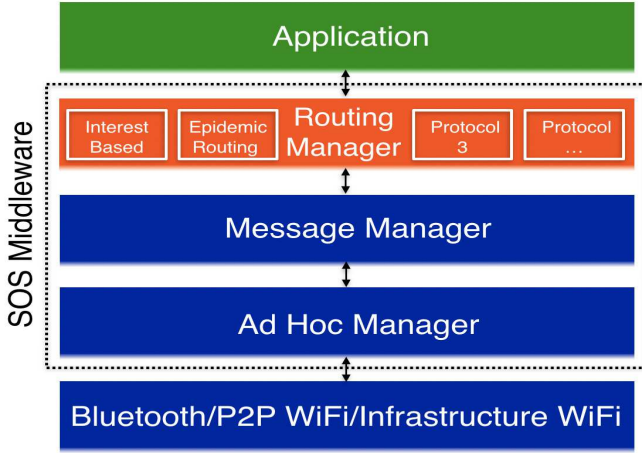 Application
SOS Middleware
Interest
Based
Epidemic
Routing
Routing
Manager
Protocol
3
Protocol
...
Message Manager
Ad Hoc Manager
Bluetooth/P2P WiFi/Infrastructure WiFi